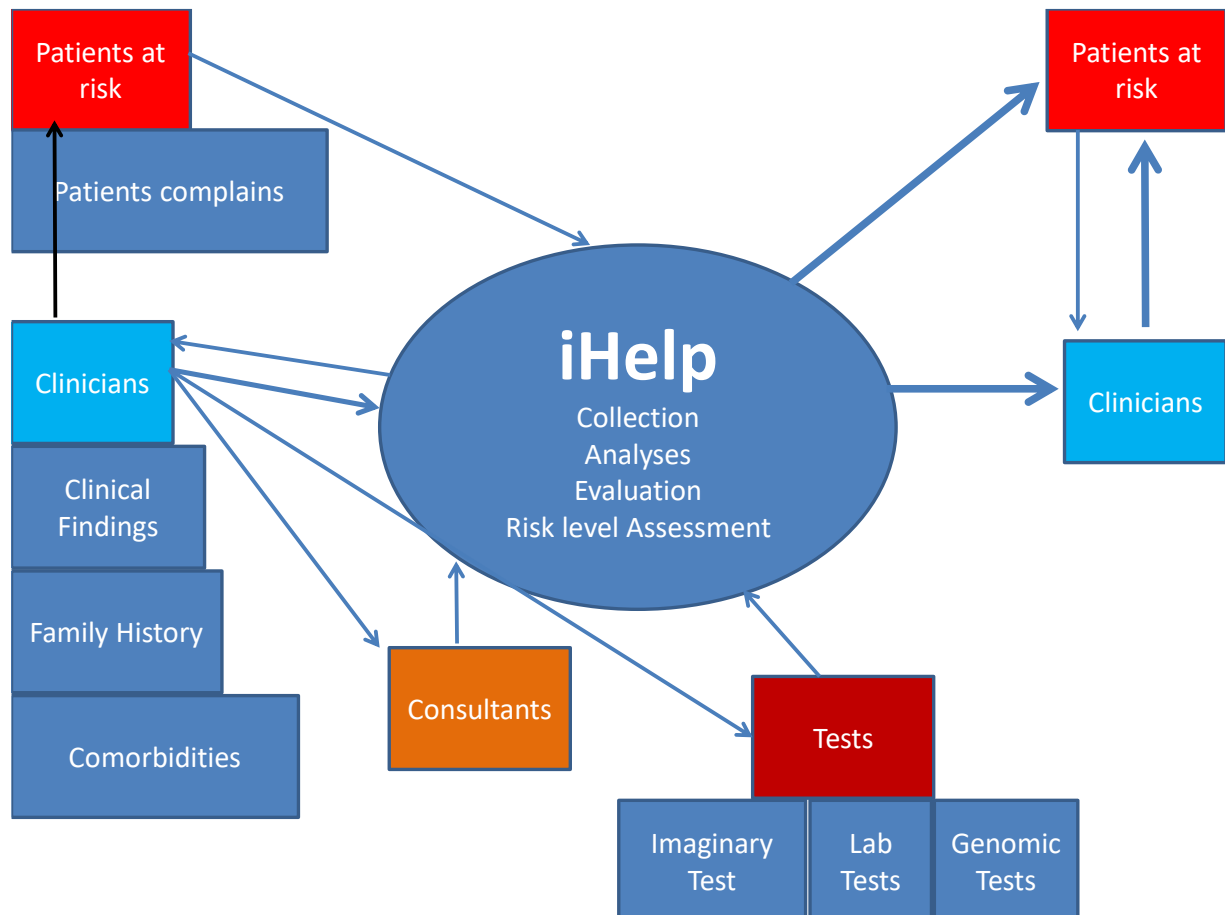 Patients at
risk
Patients complains
Patients at
risk
Clinicians
Clinical
Findings
Family History
Comorbidities
iHelp
Collection
Analyses
Evaluation
Risk level Assessment
Clinicians
Consultants
Tests
Imaginary
Test
Lab
Tests
Genomic
Tests